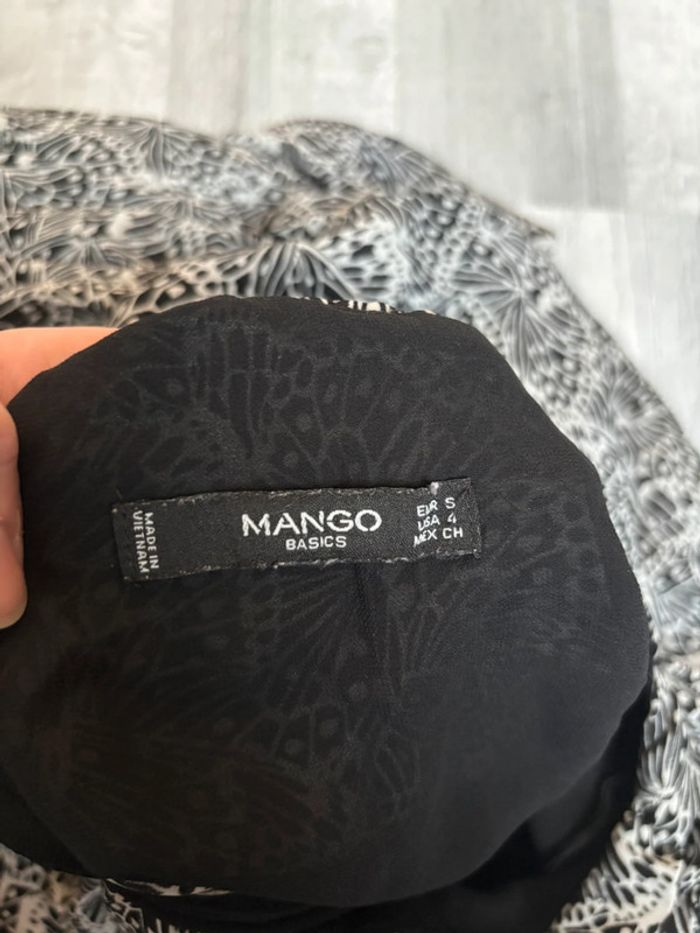 MADE IN
VIETNAM
MANGO
BASICS
EUR S
USA 4
MEX CH